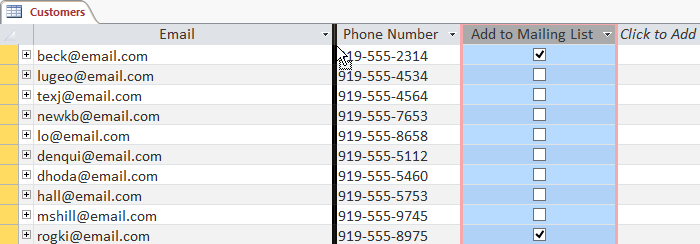 Customers
Email Phone Number Add to Mailing List Click to Add
beck@email.com 919-555-2314
lugeo@email.com 919-555-4534
texj@email.com 919-555-4564
newkb@email.com 919-555-7653
lo@email.com 919-555-8658
denqui@email.com 919-555-5112
dhoda@email.com 919-555-5460
hall@email.com 919-555-5753
mshill@email.com 919-555-9745
rogki@email.com 919-555-8975